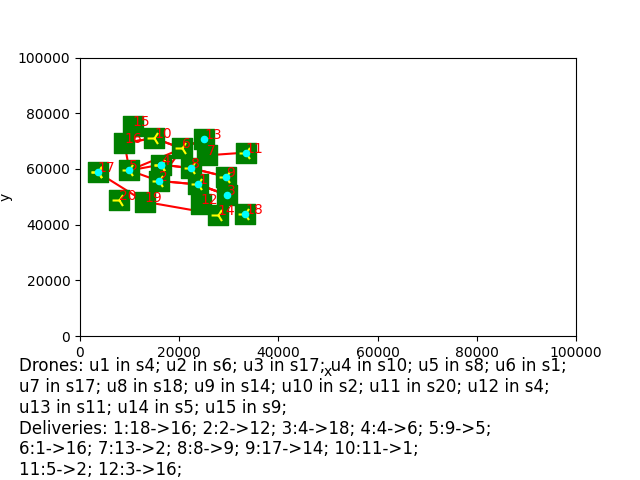 100000
80000
60000
40000
20000
0
y
0 20000 40000 60000 80000 100000
x
Drones: u1 in s4; u2 in s6; u3 in s17; u4 in s10; u5 in s8; u6 in s1;
u7 in s17; u8 in s18; u9 in s14; u10 in s2; u11 in s20; u12 in s4;
u13 in s11; u14 in s5; u15 in s9;
Deliveries: 1:18->16; 2:2->12; 3:4->18; 4:4->6; 5:9->5;
6:1->16; 7:13->2; 8:8->9; 9:17->14; 10:11->1;
11:5->2; 12:3->16;